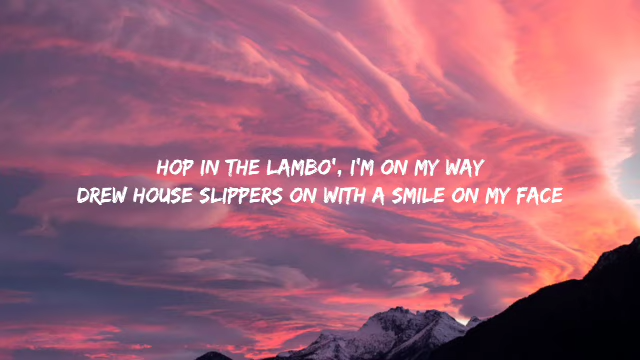 HOP IN THE LAMBO', I'M ON MY WAY
DREW HOUSE SLIPPERS ON WITH A SMILE ON MY FACE